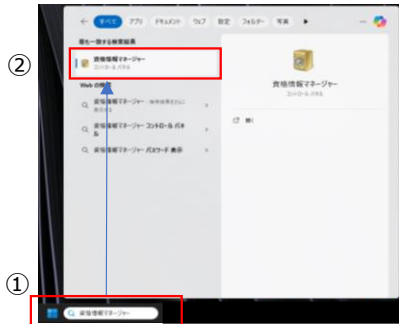 ← すべて アプリ ドキュメント ウェブ 設定 フォルダー 写真
最も一致する検索結果
②
資格情報マネージャー
コントロール パネル
資格情報マネージャー
コントロール パネル
Web の検索
資格情報マネージャー
資格情報マネージャー コントロール パネル
資格情報マネージャー パスワード 表示
開く
①
資格情報マネージャー